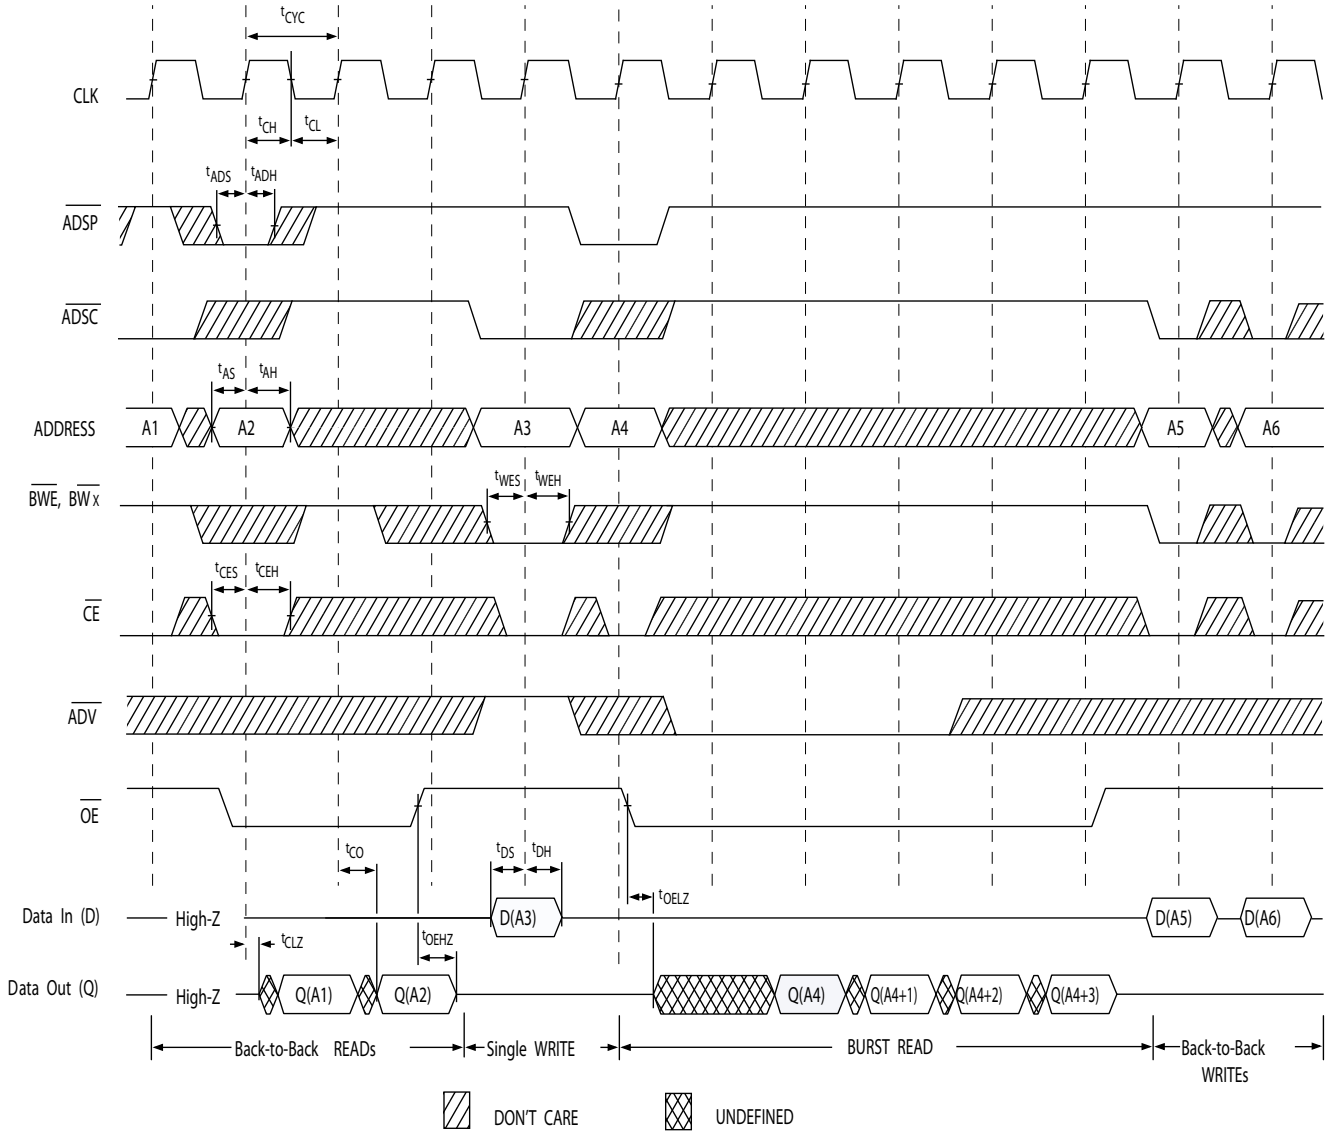 tCYC
CLK
tCH tCL
tADS tADH
ADSP
ADSC
tAS tAH
ADDRESS A1 A2 A3 A4 A5 A6
tWES tWEH
BWE, BWx
tCES tCEH
CE
ADV
OE
tCO tDS tDH
tOELZ
Data In (D) High-Z D(A3) D(A5) D(A6)
tCLZ tOEHZ
Data Out (Q) High-Z Q(A1) Q(A2) Q(A4) Q(A4+1) Q(A4+2) Q(A4+3)
Back-to-Back READs Single WRITE BURST READ Back-to-Back
WRITEs
DON'T CARE UNDEFINED